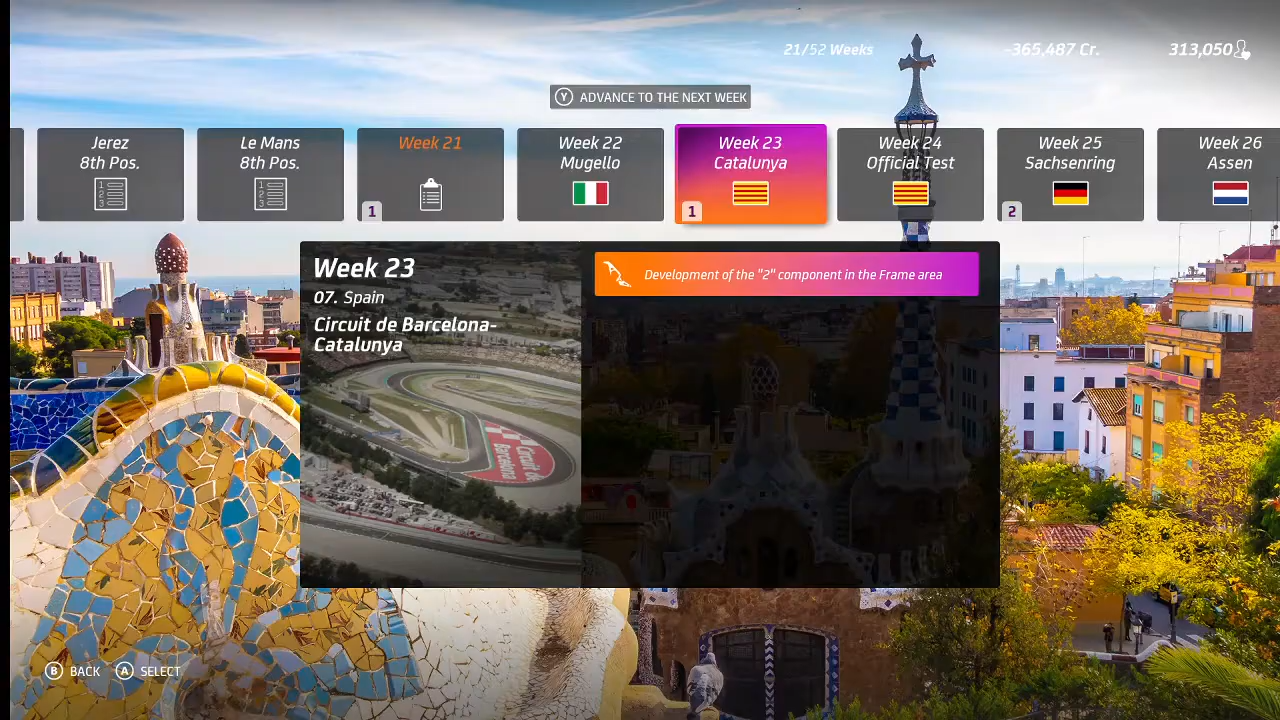 21/52 Weeks
-365,487 Cr.
313,050
Y ADVANCE TO THE NEXT WEEK
Jerez
8th Pos.
Le Mans
8th Pos.
Week 21
1
Week 22
Mugello
Week 23
Catalunya
1
Week 24
Official Test
Week 25
Sachsenring
2
Week 26
Assen
Week 23
07. Spain
Circuit de Barcelona-
Catalunya
Development of the "2" component in the Frame area
Circuit de
Barcelona
B BACK A SELECT